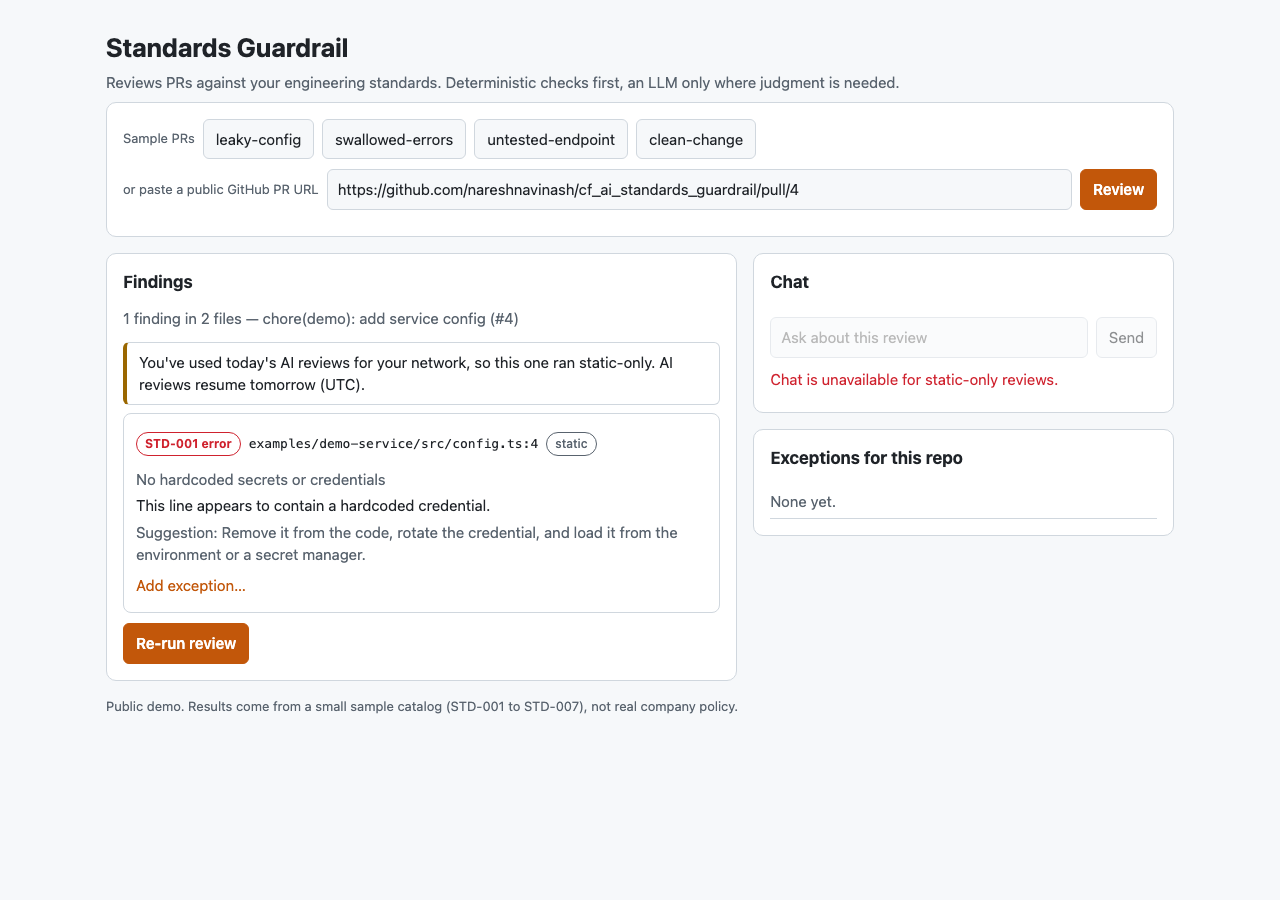 Standards Guardrail
Reviews PRs against your engineering standards. Deterministic checks first, an LLM only where judgment is needed.
Sample PRs leaky-config swallowed-errors untested-endpoint clean-change
or paste a public GitHub PR URL https://github.com/nareshnavinash/cf_ai_standards_guardrail/pull/4 Review
Findings
1 finding in 2 files — chore(demo): add service config (#4)
You've used today's AI reviews for your network, so this one ran static-only. AI
reviews resume tomorrow (UTC).
STD-001 error examples/demo-service/src/config.ts:4 static
No hardcoded secrets or credentials
This line appears to contain a hardcoded credential.
Suggestion: Remove it from the code, rotate the credential, and load it from the
environment or a secret manager.
Add exception...
Re-run review
Chat
Ask about this review Send
Chat is unavailable for static-only reviews.
Exceptions for this repo
None yet.
Public demo. Results come from a small sample catalog (STD-001 to STD-007), not real company policy.